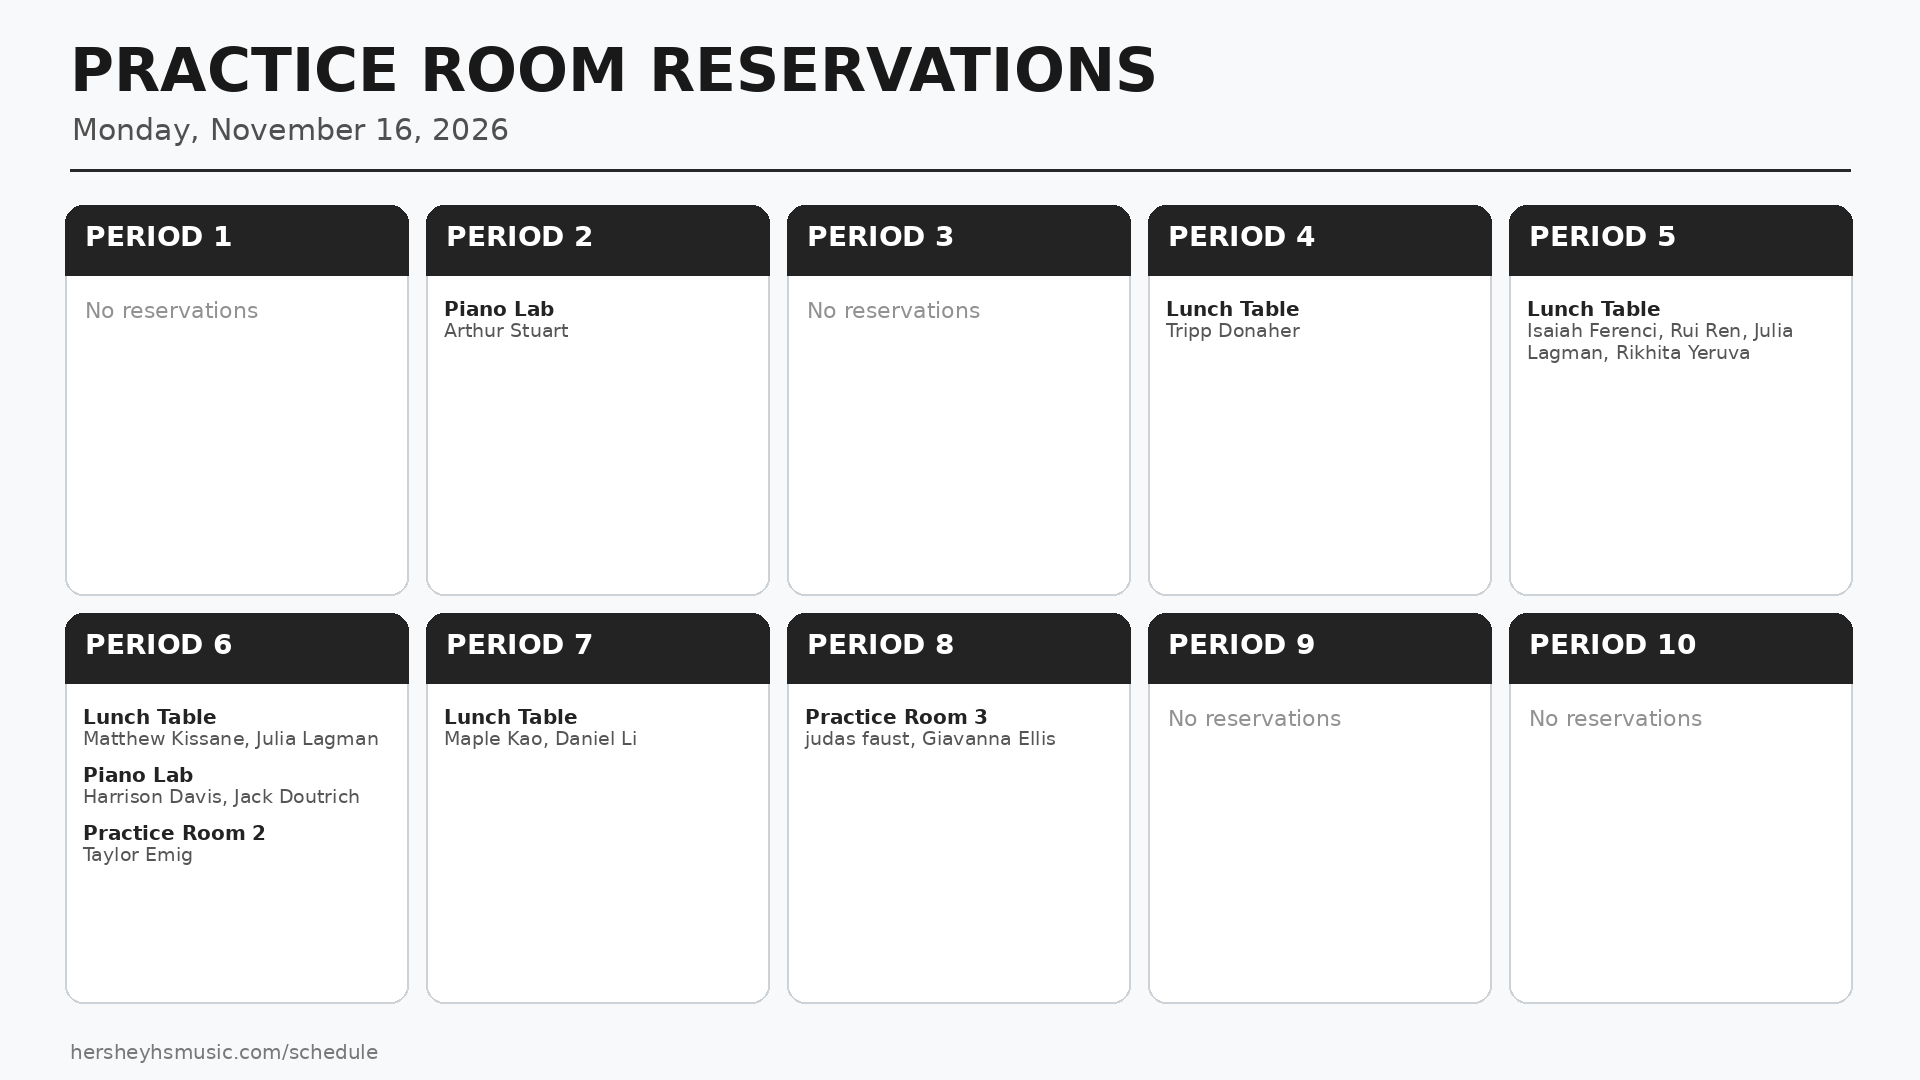 PRACTICE ROOM RESERVATIONS
Monday, November 16, 2026
PERIOD 1
No reservations
PERIOD 2
Piano Lab
Arthur Stuart
PERIOD 3
No reservations
PERIOD 4
Lunch Table
Tripp Donaher
PERIOD 5
Lunch Table
Isaiah Ferenci, Rui Ren, Julia
Lagman, Rikhita Yeruva
PERIOD 6
Lunch Table
Matthew Kissane, Julia Lagman
Piano Lab
Harrison Davis, Jack Doutrich
Practice Room 2
Taylor Emig
PERIOD 7
Lunch Table
Maple Kao, Daniel Li
PERIOD 8
Practice Room 3
judas faust, Giavanna Ellis
PERIOD 9
No reservations
PERIOD 10
No reservations
hersheyhsmusic.com/schedule